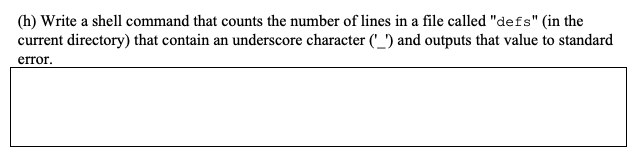 (h) Write a shell command that counts the number of lines in a file called "defs" (in the
current directory) that contain an underscore character ('_') and outputs that value to standard
error.